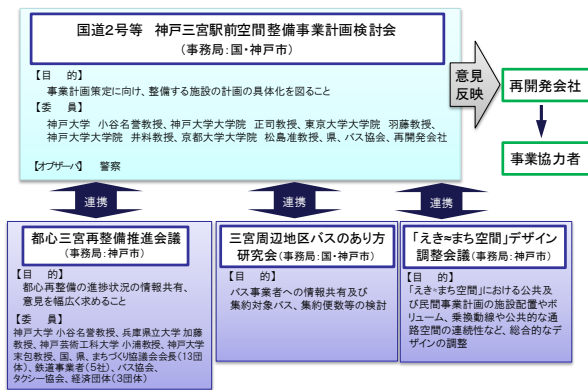 国道2号等 神戸三宮駅前空間整備事業計画検討会
(事務局:国・神戸市)
【目 的】
事業計画策定に向け、整備する施設の計画の具体化を図ること
【委 員】
神戸大学 小谷名誉教授、神戸大学大学院 正司教授、東京大学大学院 羽藤教授、
神戸大学大学院 井料教授、京都大学大学院 松島准教授、県、バス協会、再開発会社
【オブザーバ】 警察
意見
反映
再開発会社
事業協力者
連携
連携
連携
都心三宮再整備推進会議
(事務局:神戸市)
【目 的】
都心再整備の進捗状況の情報共有、
意見を幅広く求めること
【委 員】
神戸大学 小谷名誉教授、兵庫県立大学 加藤
教授、神戸芸術工科大学 小浦教授、神戸大学
末包教授、国、県、まちづくり協議会会長(13団
体)、鉄道事業者(5社)、バス協会、
タクシー協会、経済団体(3団体)
三宮周辺地区バスのあり方
研究会(事務局:国・神戸市)
【目 的】
バス事業者への情報共有及び
集約対象バス、集約便数等の検討
「えき≈まち空間」デザイン
調整会議(事務局:神戸市)
【目 的】
「えき≈まち空間」における公共及
び民間事業計画の施設配置やボ
リューム、乗換動線や公共的な通
路空間の連続性など、総合的なデ
ザインの調整